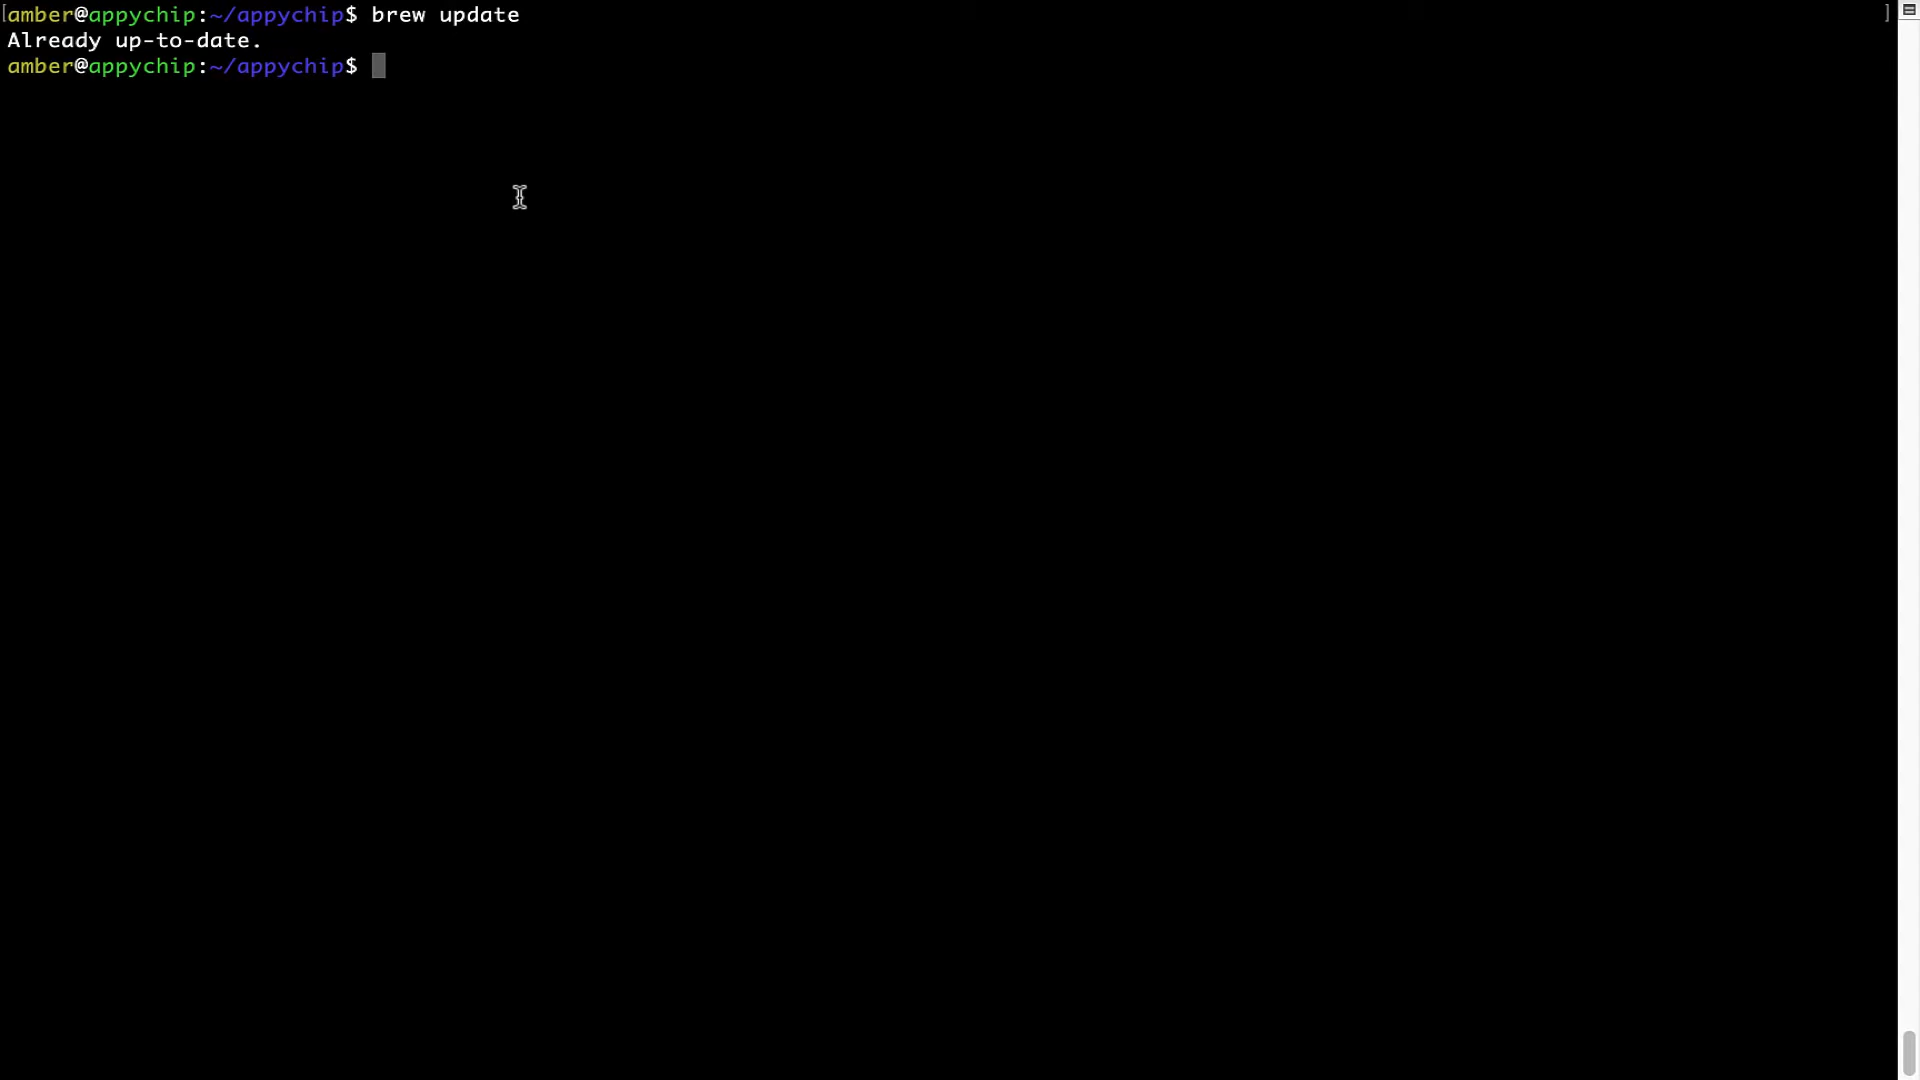 [amber@appychip:~/appychip$ brew update ]
Already up-to-date.
amber@appychip:~/appychip$